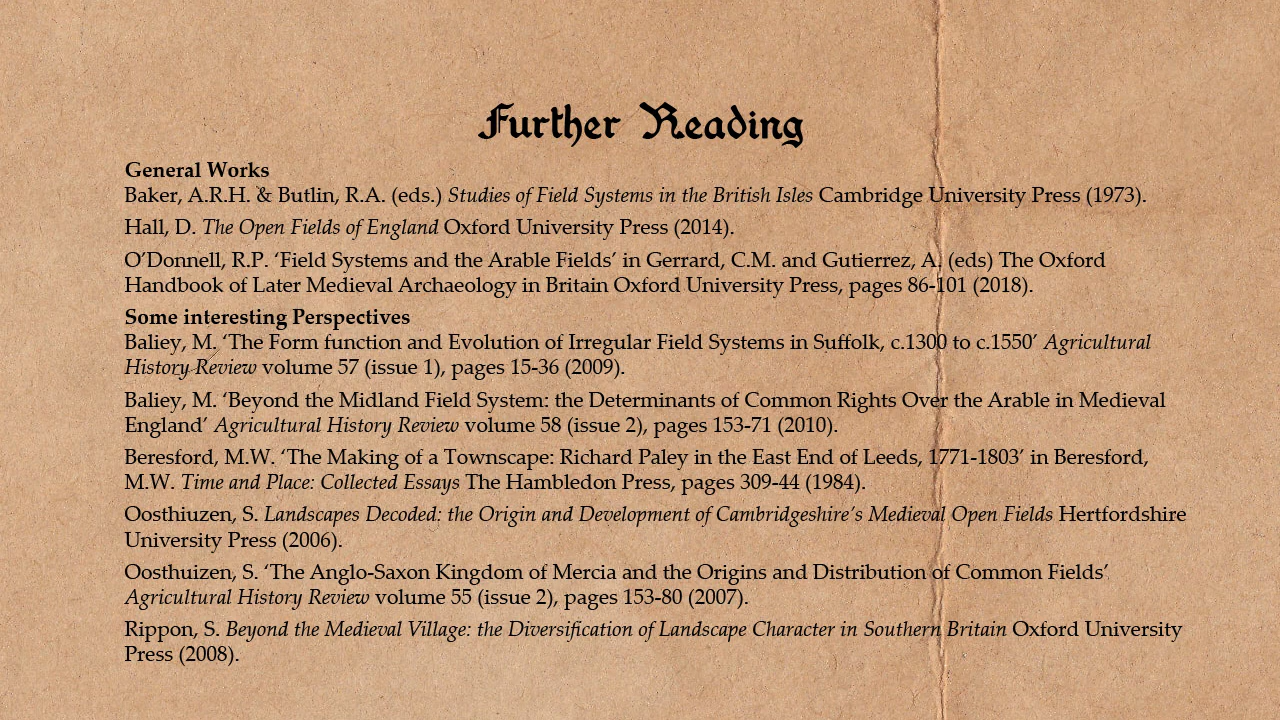 Further Reading
General Works
Baker, A.R.H. & Butlin, R.A. (eds.) Studies of Field Systems in the British Isles Cambridge University Press (1973).
Hall, D. The Open Fields of England Oxford University Press (2014).
O’Donnell, R.P. ‘Field Systems and the Arable Fields’ in Gerrard, C.M. and Gutierrez, A. (eds) The Oxford
Handbook of Later Medieval Archaeology in Britain Oxford University Press, pages 86-101 (2018).
Some interesting Perspectives
Baliey, M. ‘The Form function and Evolution of Irregular Field Systems in Suffolk, c.1300 to c.1550’ Agricultural
History Review volume 57 (issue 1), pages 15-36 (2009).
Baliey, M. ‘Beyond the Midland Field System: the Determinants of Common Rights Over the Arable in Medieval
England’ Agricultural History Review volume 58 (issue 2), pages 153-71 (2010).
Beresford, M.W. ‘The Making of a Townscape: Richard Paley in the East End of Leeds, 1771-1803’ in Beresford,
M.W. Time and Place: Collected Essays The Hambledon Press, pages 309-44 (1984).
Oosthiuzen, S. Landscapes Decoded: the Origin and Development of Cambridgeshire’s Medieval Open Fields Hertfordshire
University Press (2006).
Oosthuizen, S. ‘The Anglo-Saxon Kingdom of Mercia and the Origins and Distribution of Common Fields’
Agricultural History Review volume 55 (issue 2), pages 153-80 (2007).
Rippon, S. Beyond the Medieval Village: the Diversification of Landscape Character in Southern Britain Oxford University
Press (2008).